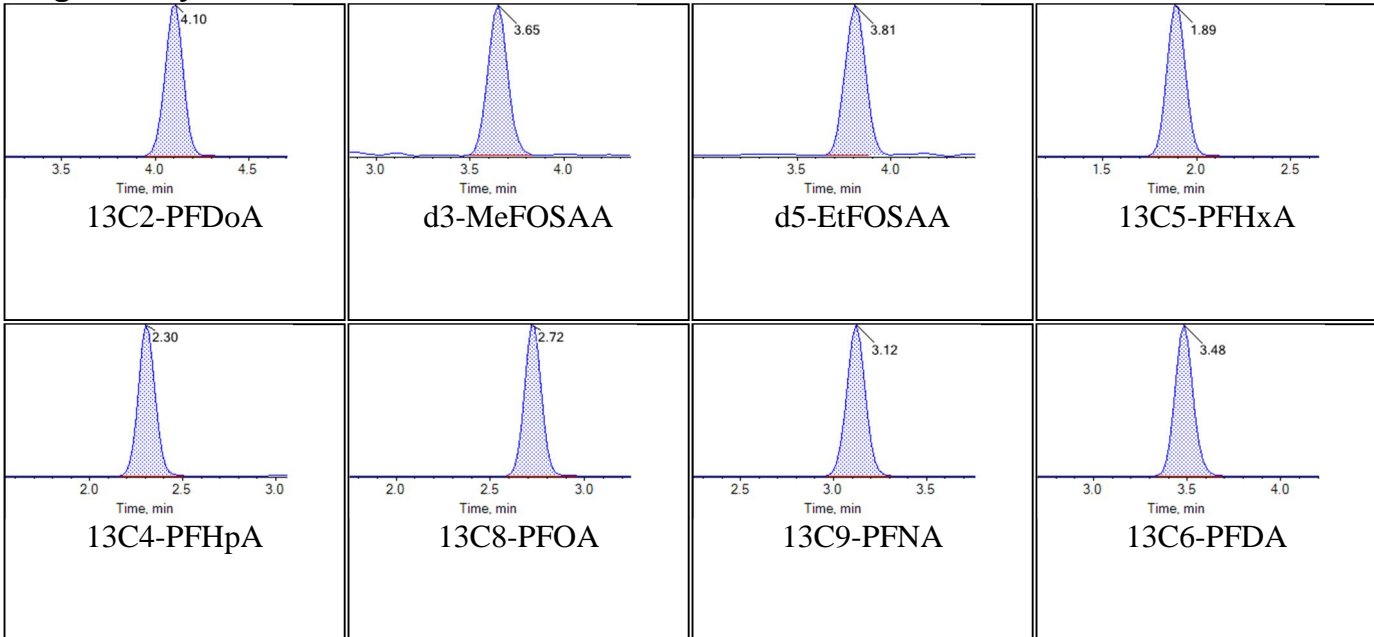 4.10
3.5 4.0 4.5
Time, min
13C2-PFDoA
3.65
3.0 3.5 4.0
Time, min
d3-MeFOSAA
3.81
3.5 4.0
Time, min
d5-EtFOSAA
1.89
1.5 2.0 2.5
Time, min
13C5-PFHxA
2.30
2.0 2.5 3.0
Time, min
13C4-PFHpA
2.72
2.0 2.5 3.0
Time, min
13C8-PFOA
3.12
2.5 3.0 3.5
Time, min
13C9-PFNA
3.48
3.0 3.5 4.0
Time, min
13C6-PFDA